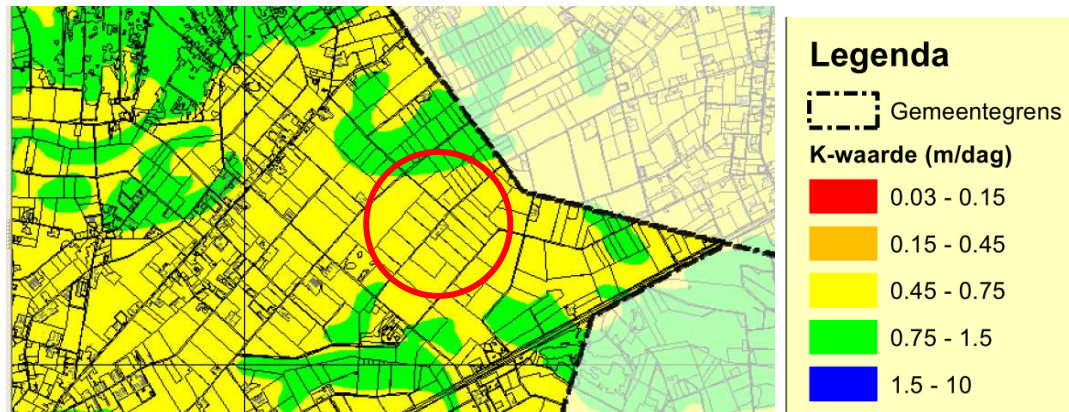 Legenda
Gemeentegrens
K-waarde (m/dag)
0.03 - 0.15
0.15 - 0.45
0.45 - 0.75
0.75 - 1.5
1.5 - 10